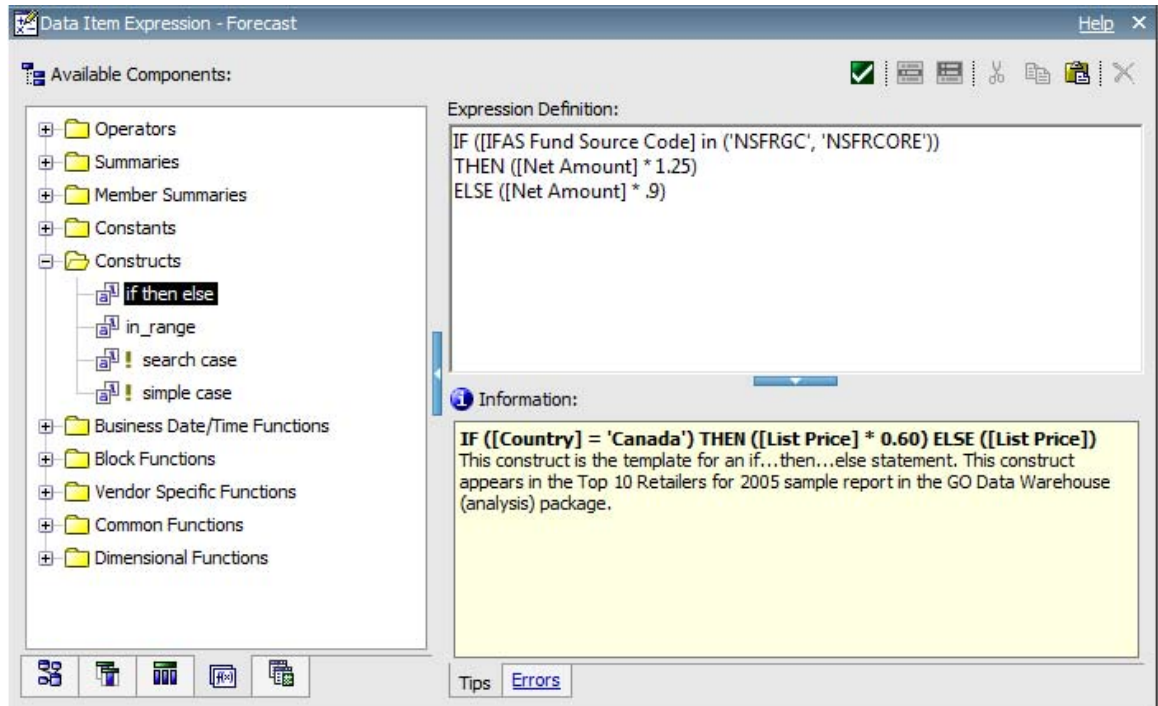 Data Item Expression - Forecast
Help
Available Components:
Operators
Summaries
Member Summaries
Constants
Constructs
if then else
in_range
! search case
! simple case
Business Date/Time Functions
Block Functions
Vendor Specific Functions
Common Functions
Dimensional Functions
Expression Definition:
IF ([IFAS Fund Source Code] in ('NSFRGC', 'NSFRCORE'))
THEN ([Net Amount] * 1.25)
ELSE ([Net Amount] * .9)
Information:
IF ([Country] = 'Canada') THEN ([List Price] * 0.60) ELSE ([List Price])
This construct is the template for an if...then...else statement. This construct
appears in the Top 10 Retailers for 2005 sample report in the GO Data Warehouse
(analysis) package.
Tips
Errors